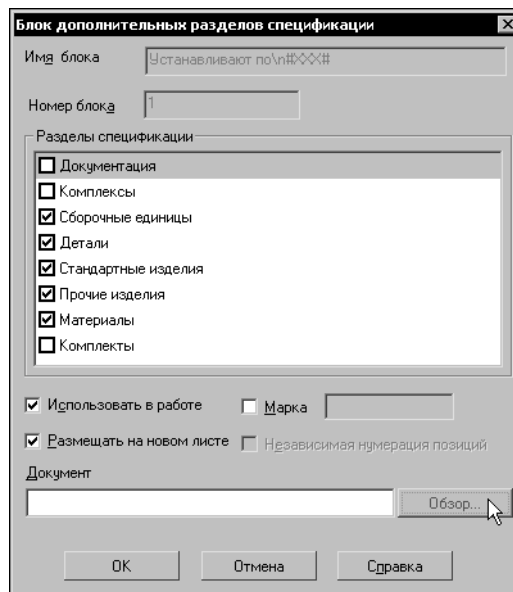 Блок дополнительных разделов спецификации
Имя блока
Устанавливают по\n#XXX#
Номер блока
1
Разделы спецификации
Документация
Комплексы
Сборочные единицы
Детали
Стандартные изделия
Прочие изделия
Материалы
Комплекты
Использовать в работе
Марка
Размещать на новом листе
Независимая нумерация позиций
Документ
Обзор...
OK
Отмена
Справка